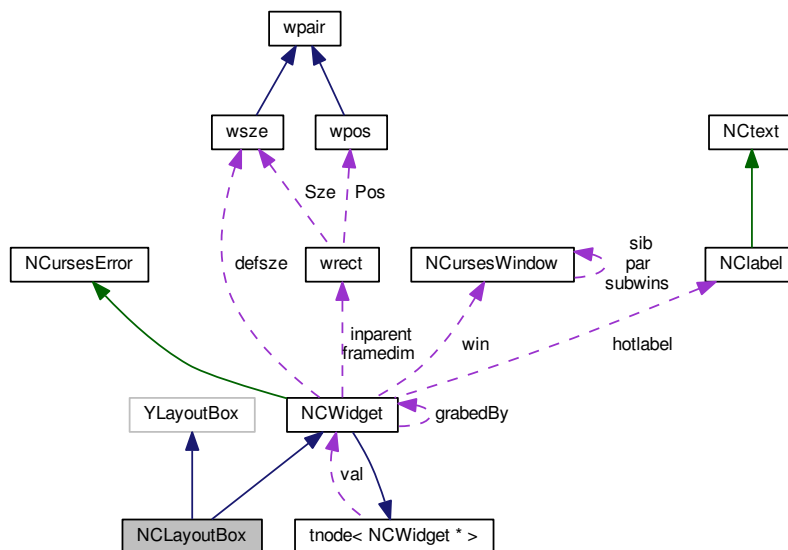 wpair
wsze
wpos
NCtext
Sze
Pos
defsze
NCursesError
wrect
NCursesWindow
sib
par
subwins
NClabel
inparent
framedim
win
hotlabel
YLayoutBox
NCWidget
grabedBy
val
NCLayoutBox
tnode< NCWidget * >